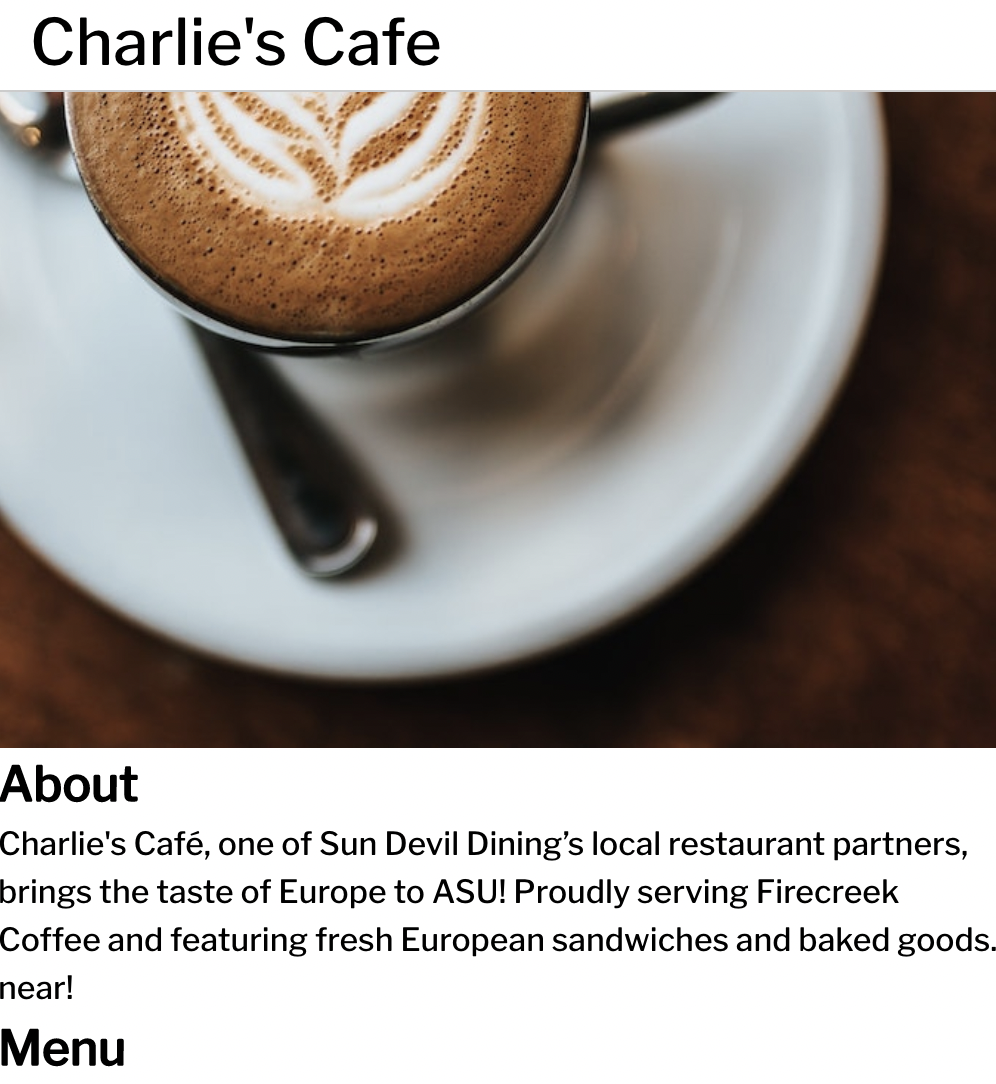 Charlie's Cafe
About
Charlie's Café, one of Sun Devil Dining’s local restaurant partners,
brings the taste of Europe to ASU! Proudly serving Firecreek
Coffee and featuring fresh European sandwiches and baked goods.
near!
Menu